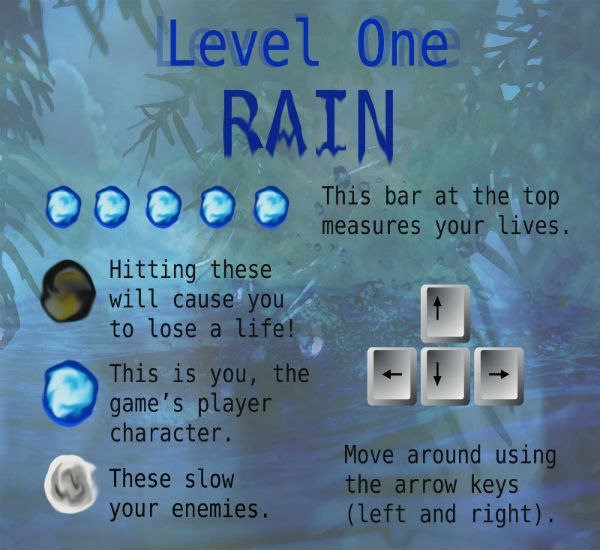 Level One
RAIN
This bar at the top
measures your lives.
Hitting these
will cause you
to lose a life!
This is you, the
game's player
character.
These slow
your enemies.
↑
← ↓ →
Move around using
the arrow keys
(left and right).